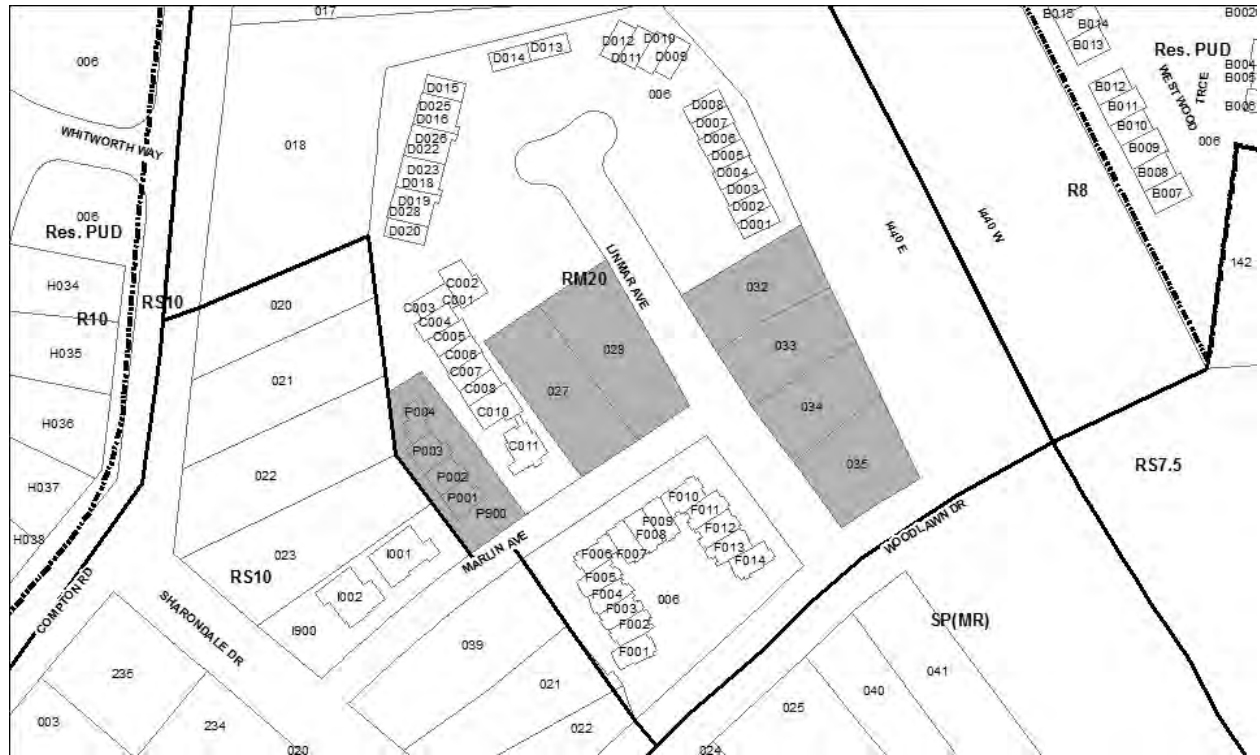 017
B015
B014
B013
B002
Res. PUD
B004
B005
B006
WESTWOOD
TRCE
006
B012
B011
B010
B009
B008
B007
R8
142
006
WHITWORTH WAY
018
D014
D013
D012
D011
D010
D009
006
D015
D025
D016
D026
D022
D023
D018
D019
D028
D020
D008
D007
D006
D005
D004
D003
D002
D001
I440 E
I440 W
006
Res. PUD
H034
R10
RS10
H035
H036
H037
H038
020
021
022
023
RS10
C002
C001
C003
C004
C005
C006
C007
C008
C010
C011
RM20
LINMAR AVE
032
033
034
035
028
027
P004
P003
P002
P001
P900
MARLIN AVE
I001
I002
I900
COMPTON RD
SHARONDALE DR
F010
F009
F011
F008
F012
F007
F013
F006
F014
F005
F004
F003
F002
F001
006
WOODLAWN DR
RS7.5
SP(MR)
039
021
022
235
234
003
020
041
040
025
024